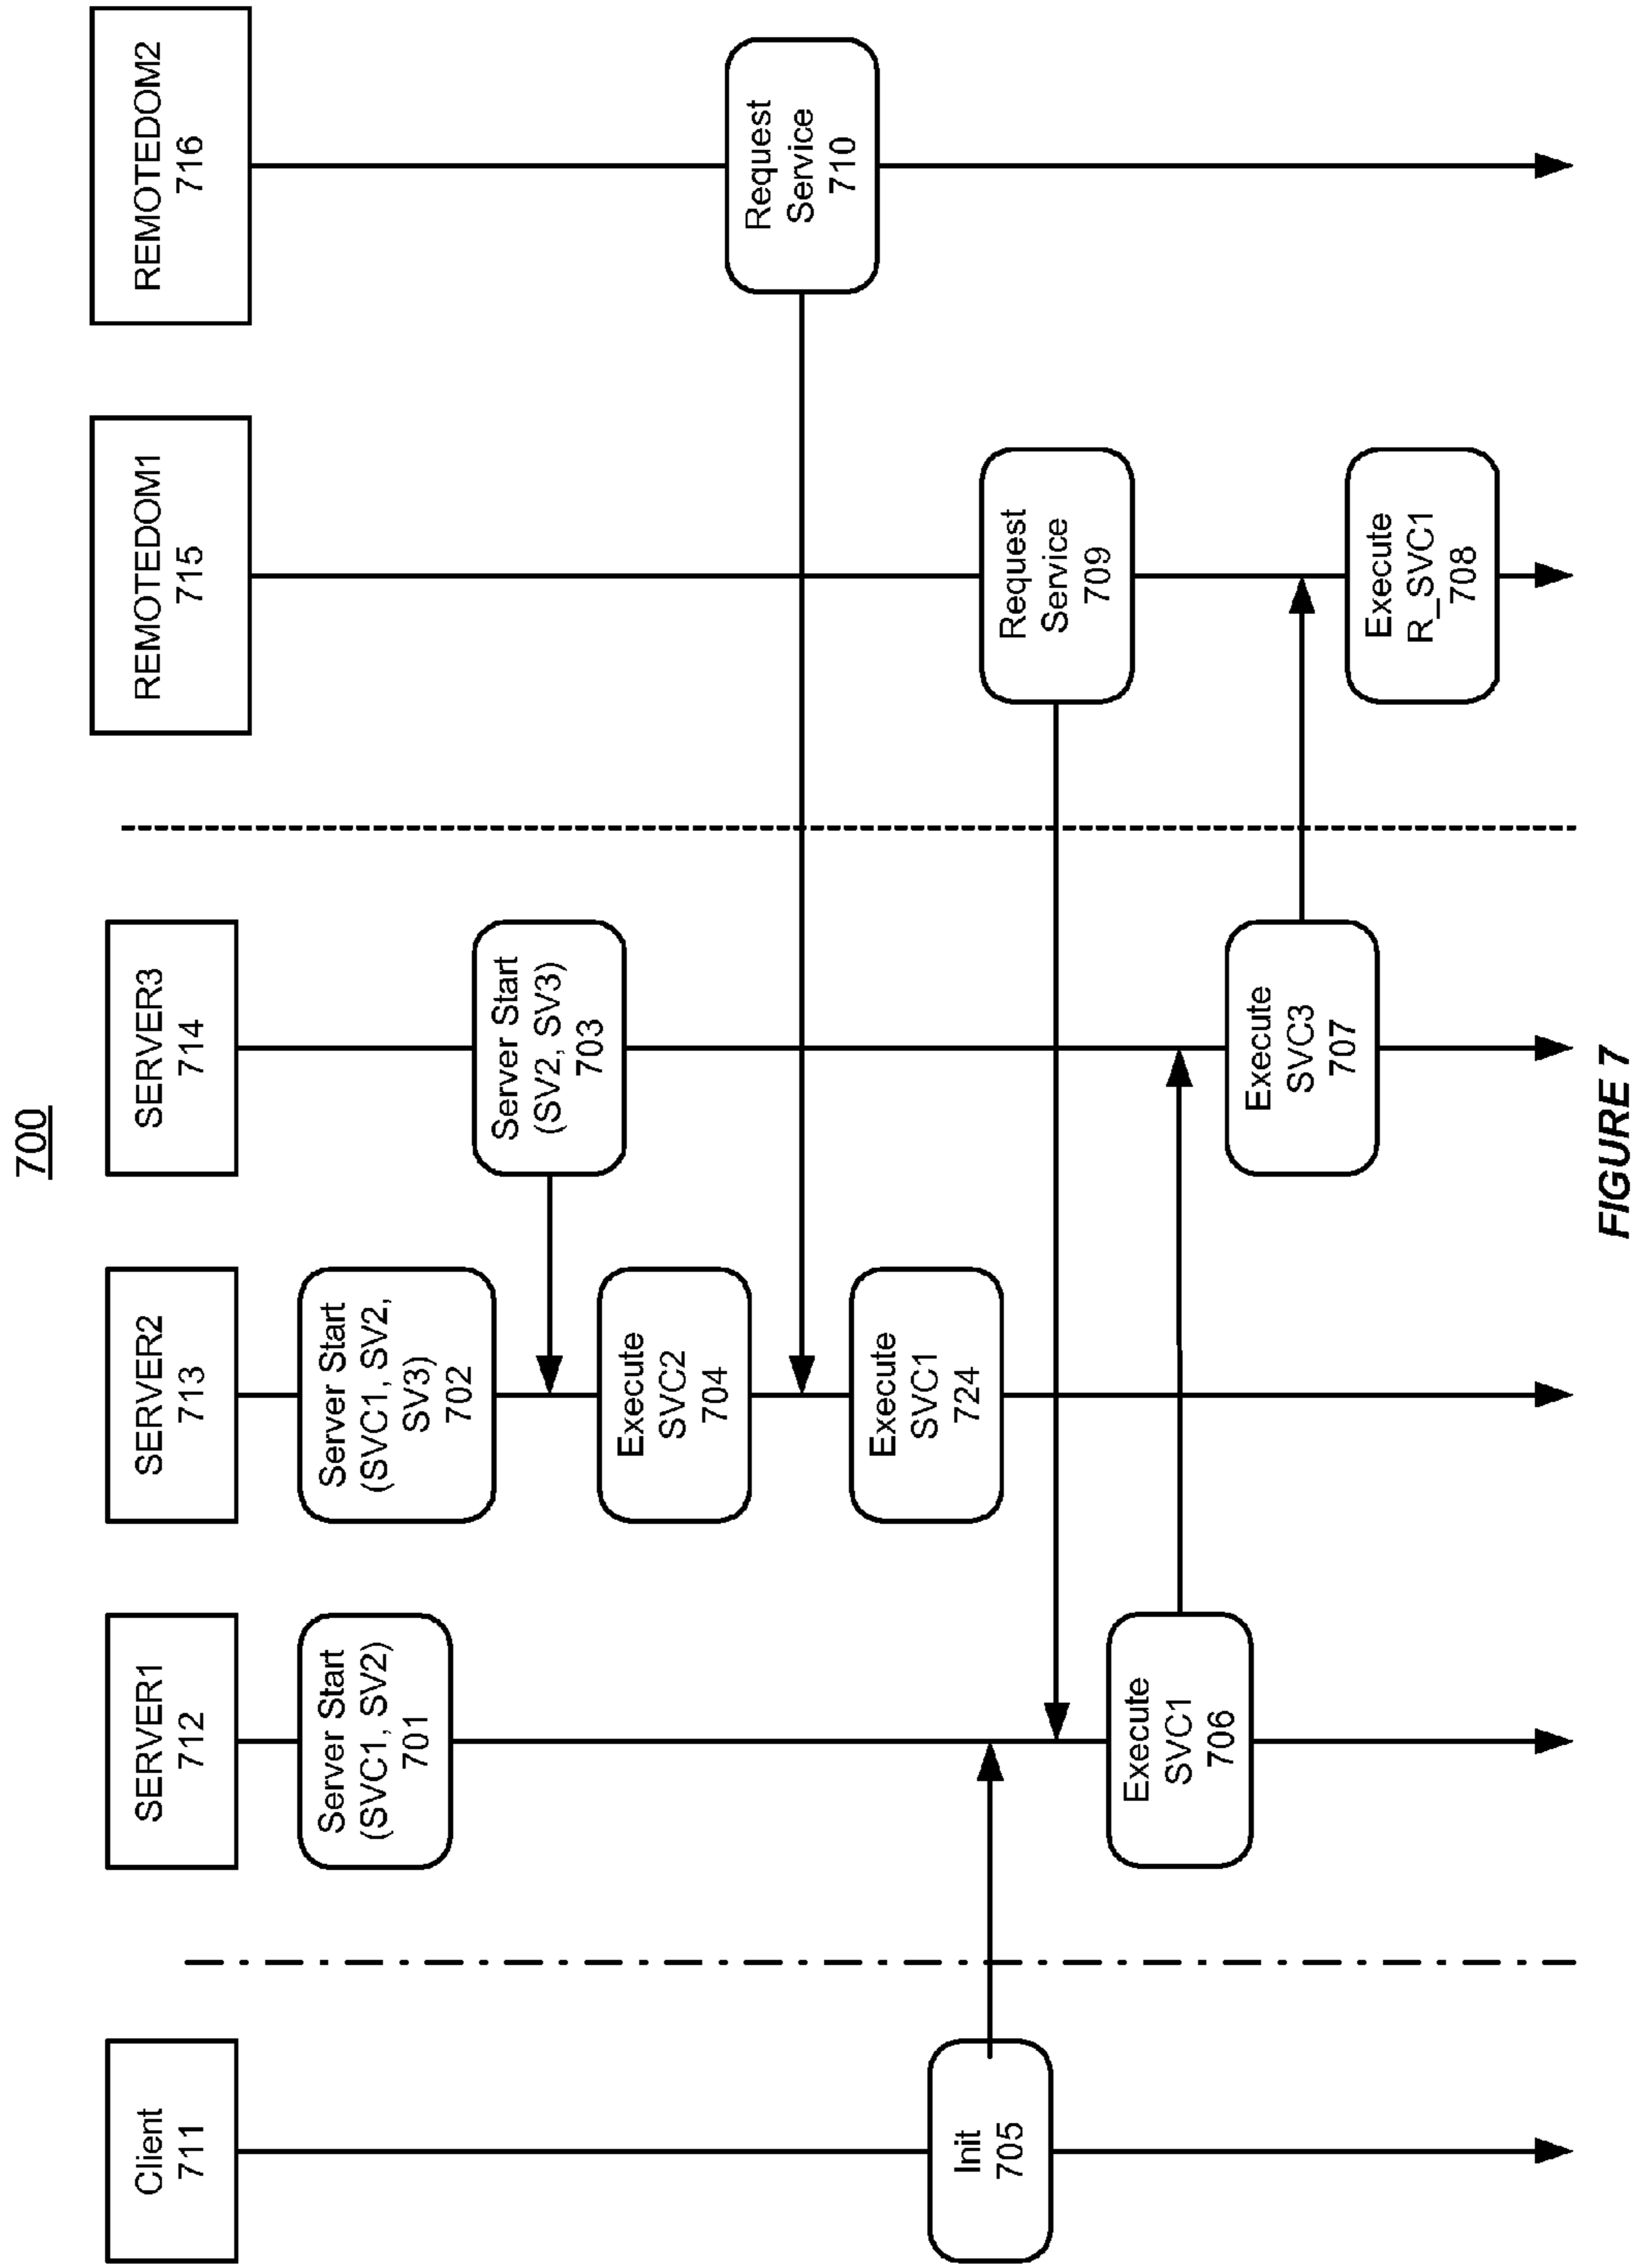 700
Client
711
SERVER1
712
SERVER2
713
SERVER3
714
REMOTEDOM1
715
REMOTEDOM2
716
Server Start
(SVC1, SV2)
701
Server Start
(SVC1, SV2,
SV3)
702
Server Start
(SV2, SV3)
703
Execute
SVC2
704
Request
Service
710
Execute
SVC1
724
Init
705
Request
Service
709
Execute
SVC1
706
Execute
SVC3
707
Execute
R_SVC1
708
FIGURE 7